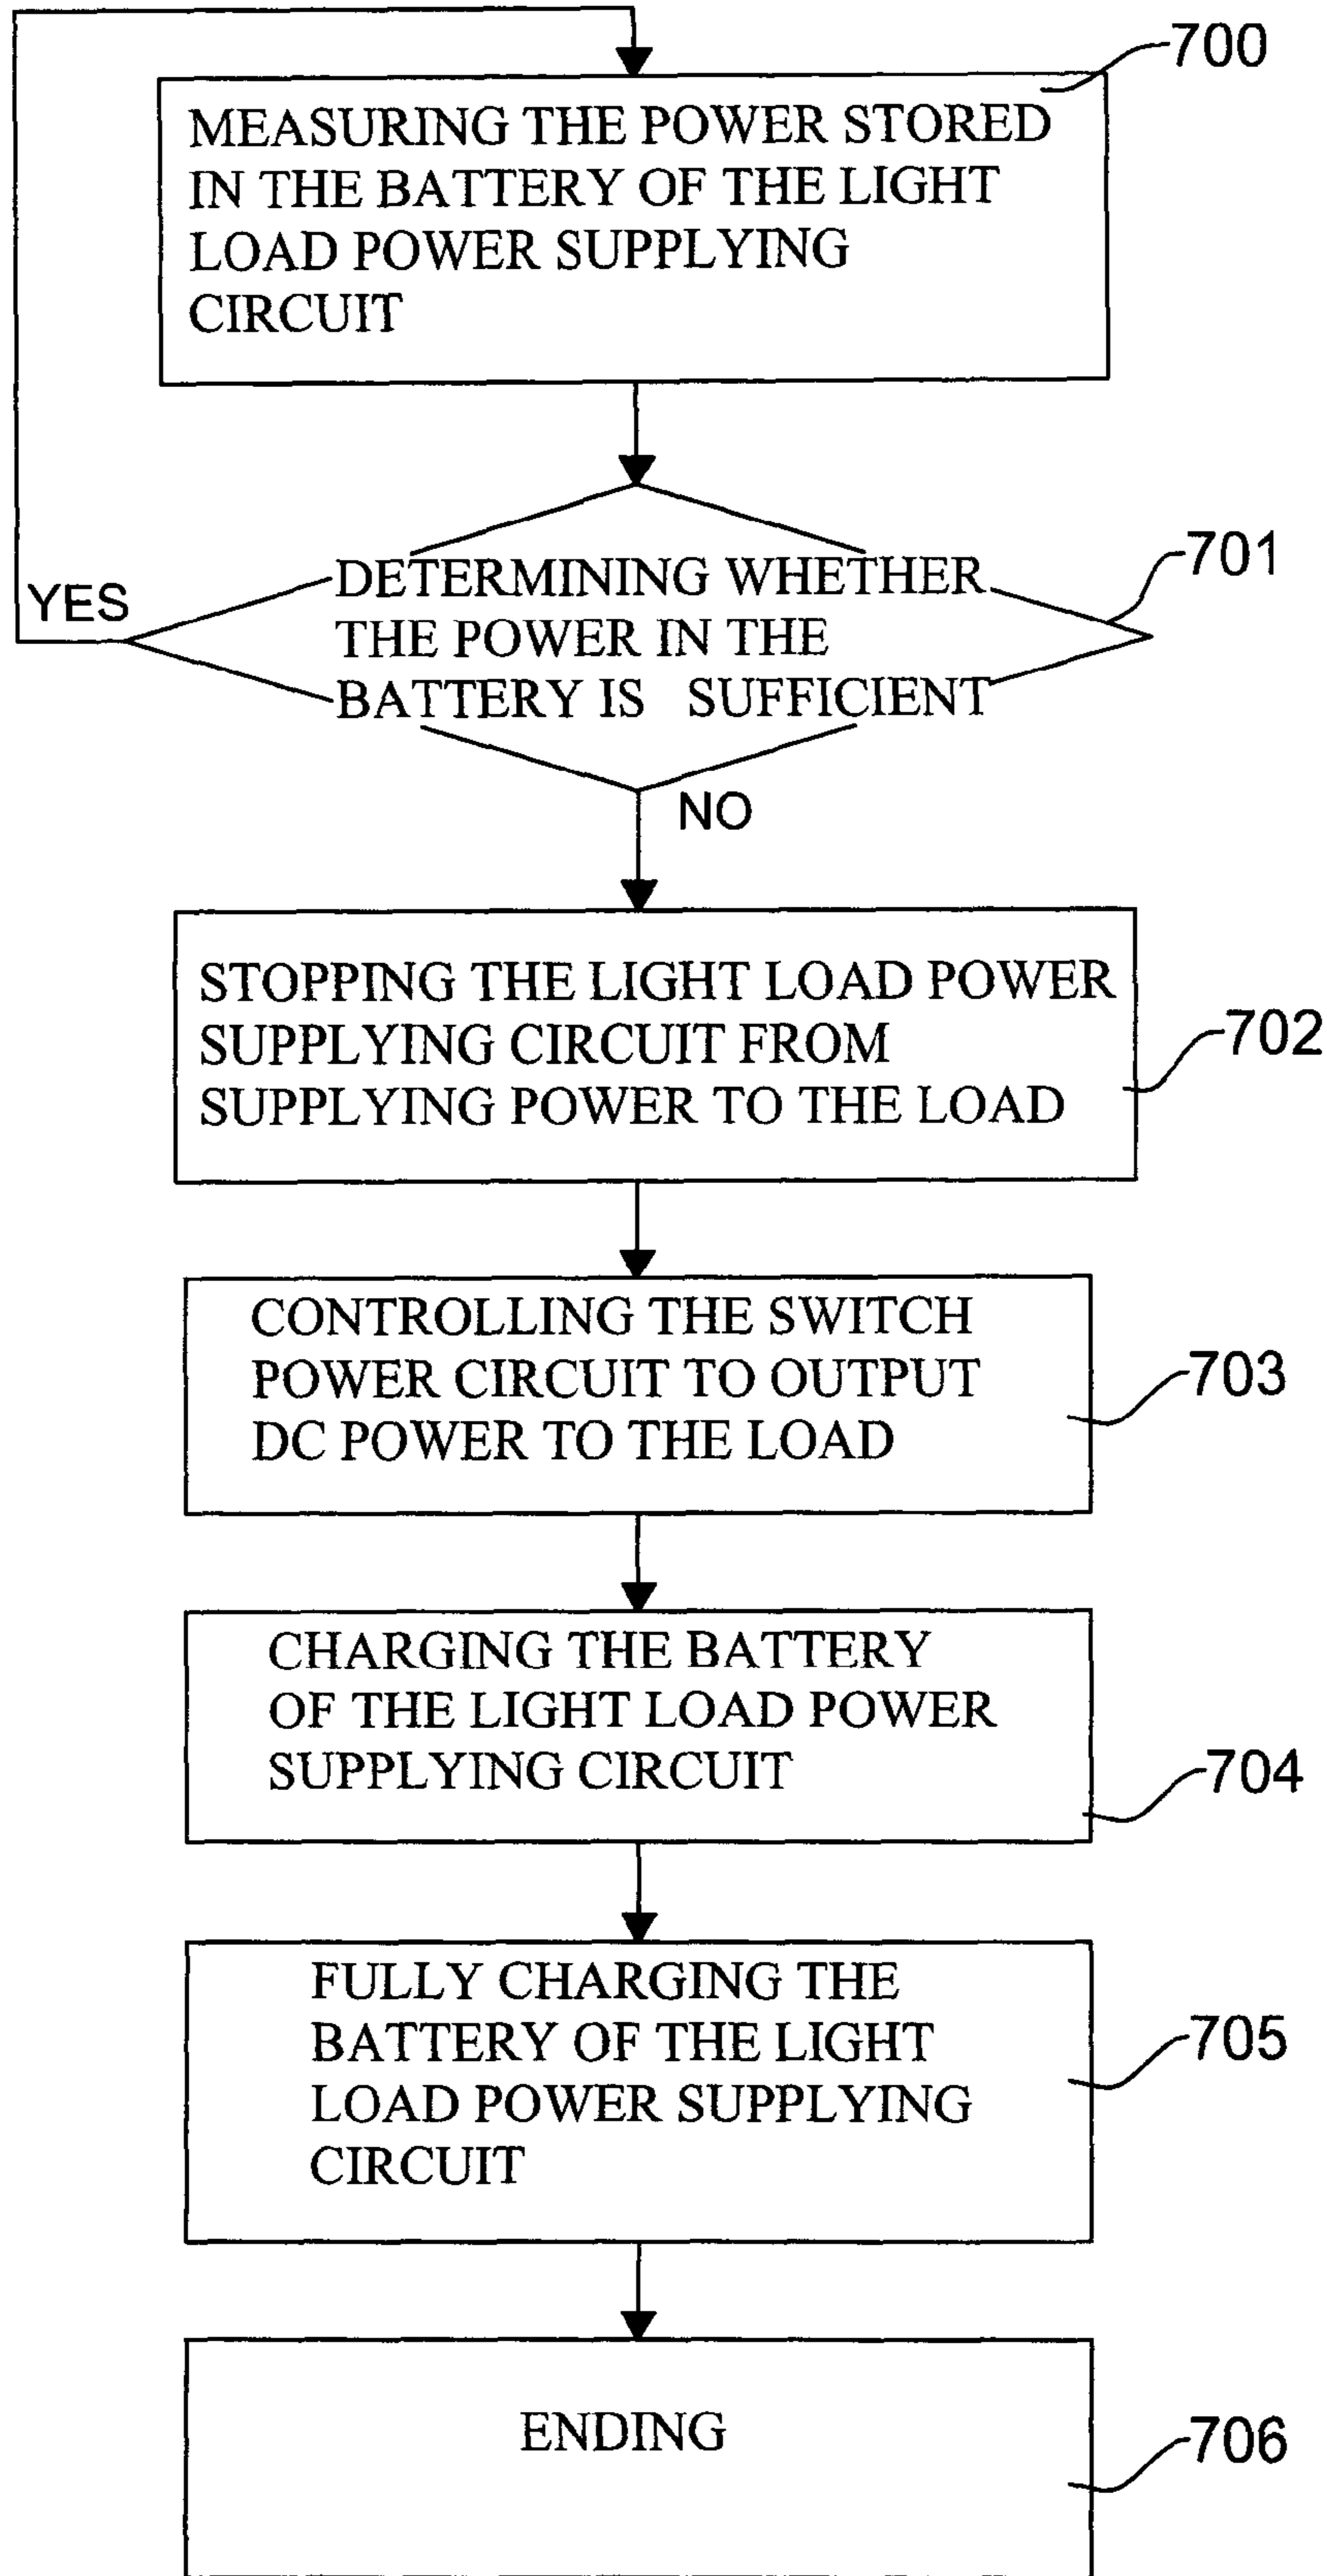 700
MEASURING THE POWER STORED
IN THE BATTERY OF THE LIGHT
LOAD POWER SUPPLYING
CIRCUIT
701
YES
DETERMINING WHETHER
THE POWER IN THE
BATTERY IS SUFFICIENT
NO
STOPPING THE LIGHT LOAD POWER
SUPPLYING CIRCUIT FROM
SUPPLYING POWER TO THE LOAD
702
CONTROLLING THE SWITCH
POWER CIRCUIT TO OUTPUT
DC POWER TO THE LOAD
703
CHARGING THE BATTERY
OF THE LIGHT LOAD POWER
SUPPLYING CIRCUIT
704
FULLY CHARGING THE
BATTERY OF THE LIGHT
LOAD POWER SUPPLYING
CIRCUIT
705
ENDING
706